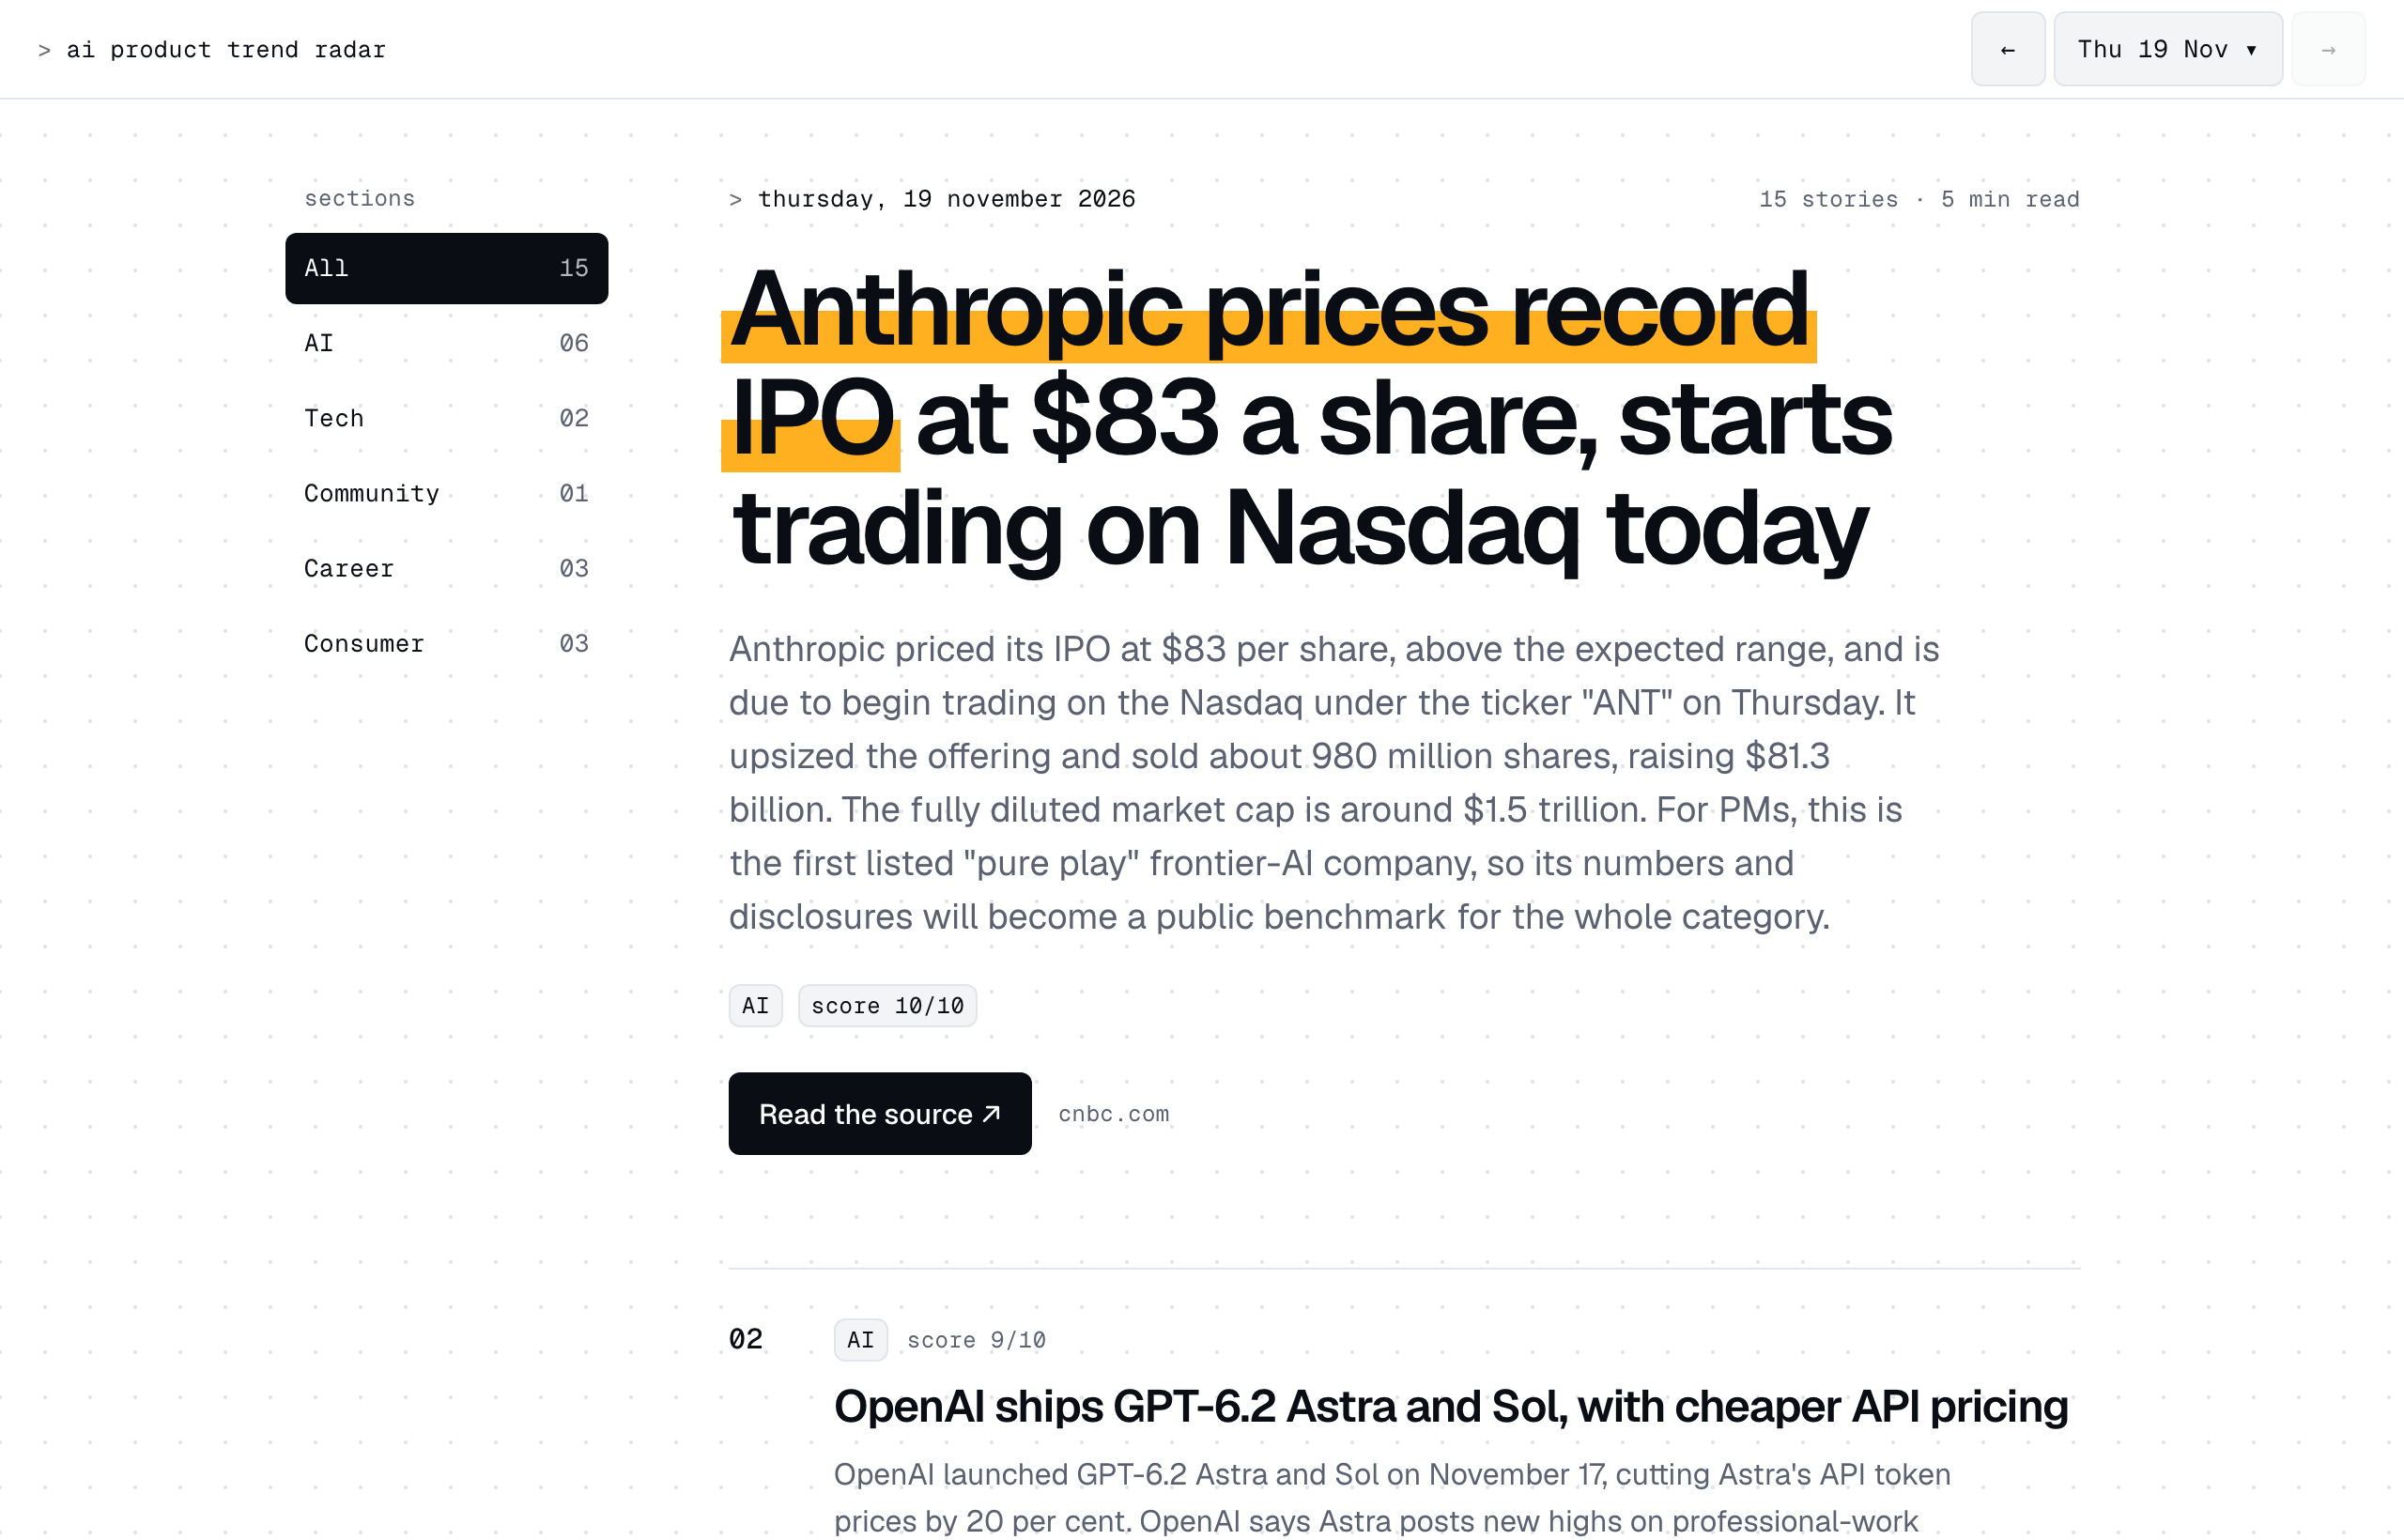 > ai product trend radar
← Thu 19 Nov ▾ →
sections
All 15
AI 06
Tech 02
Community 01
Career 03
Consumer 03
> thursday, 19 november 2026
15 stories · 5 min read
Anthropic prices record
IPO at $83 a share, starts
trading on Nasdaq today
Anthropic priced its IPO at $83 per share, above the expected range, and is
due to begin trading on the Nasdaq under the ticker "ANT" on Thursday. It
upsized the offering and sold about 980 million shares, raising $81.3
billion. The fully diluted market cap is around $1.5 trillion. For PMs, this is
the first listed "pure play" frontier-AI company, so its numbers and
disclosures will become a public benchmark for the whole category.
AI score 10/10
Read the source ↗ cnbc.com
02 AI score 9/10
OpenAI ships GPT-6.2 Astra and Sol, with cheaper API pricing
OpenAI launched GPT-6.2 Astra and Sol on November 17, cutting Astra's API token
prices by 20 per cent. OpenAI says Astra posts new highs on professional-work